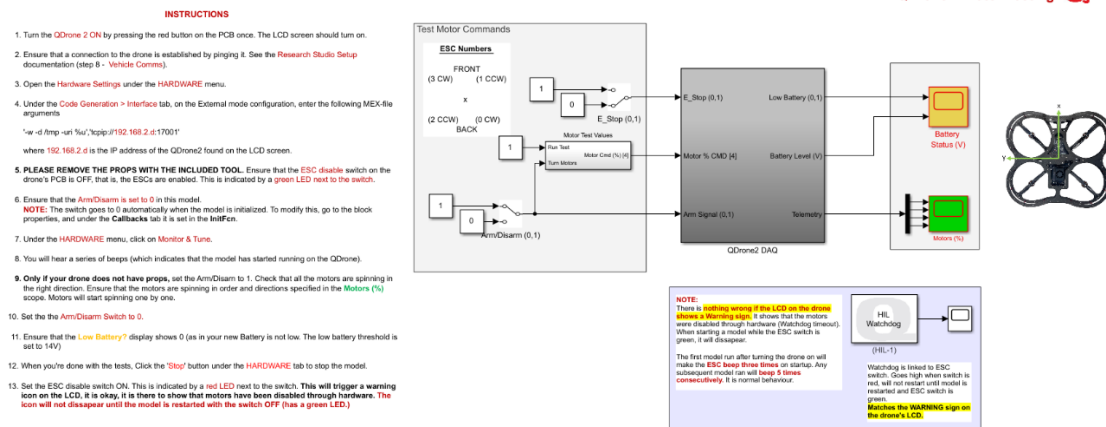 INSTRUCTIONS
1. Turn the QDrone 2 ON by pressing the red button on the PCB once. The LCD screen should turn on.
2. Ensure that a connection to the drone is established by pinging it. See the Research Studio Setup
documentation (step 8 - Vehicle Comms).
3. Open the Hardware Settings under the HARDWARE menu.
4. Under the Code Generation > Interface tab, on the External mode configuration, enter the following MEX-file
arguments
'-w -d /tmp -uri %u','tcpip://192.168.2.d:17001'
where 192.168.2.d is the IP address of the QDrone2 found on the LCD screen.
5. PLEASE REMOVE THE PROPS WITH THE INCLUDED TOOL. Ensure that the ESC disable switch on the
drone's PCB is OFF, that is, the ESCs are enabled. This is indicated by a green LED next to the switch.
6. Ensure that the Arm/Disarm is set to 0 in this model.
NOTE: The switch goes to 0 automatically when the model is initialized. To modify this, go to the block
properties, and under the Callbacks tab it is set in the InitFcn.
7. Under the HARDWARE menu, click on Monitor & Tune.
8. You will hear a series of beeps (which indicates that the model has started running on the QDrone).
9. Only if your drone does not have props, set the Arm/Disarn to 1. Check that all the motors are spinning in
the right direction. Ensure that the motors are spinning in order and directions specified in the Motors (%)
scope. Motors will start spinning one by one.
10. Set the the Arm/Disarm Switch to 0.
11. Ensure that the Low Battery? display shows 0 (as in your new Battery is not low. The low battery threshold is
set to 14V)
12. When you're done with the tests, Click the 'Stop' button under the HARDWARE tab to stop the model.
13. Set the ESC disable switch ON. This is indicated by a red LED next to the switch. This will trigger a warning
icon on the LCD, it is okay, it is there to show that motors have been disabled through hardware. The
icon will not dissapear until the model is restarted with the switch OFF (has a green LED.)
Test Motor Commands
ESC Numbers
FRONT
(3 CW) (1 CCW)
x
(2 CCW) (0 CW)
BACK
1
0
E_Stop (0,1)
Motor Test Values
1
Run Test
Turn Motors
Motor Cmd (%) [4]
1
0
Arm/Disarm (0,1)
E_Stop (0,1)
Motor % CMD [4]
Arm Signal (0,1)
Low Battery (0,1)
Battery Level (V)
Telemetry
QDrone2 DAQ
Battery
Status (V)
Motors (%)
X
Y
NOTE:
There is nothing wrong if the LCD on the drone
shows a Warning sign. It shows that the motors
were disabled through hardware (Watchdog timeout).
When starting a model while the ESC switch is
green, it will dissapear.
The first model run after turning the drone on will
make the ESC beep three times on startup. Any
subsequent model ran will beep 5 times
consecutively. It is normal behaviour.
HIL
Watchdog
(HIL-1)
Watchdog is linked to ESC
switch. Goes high when switch is
red, will not restart until model is
restarted and ESC switch is
green.
Matches the WARNING sign on
the drone's LCD.